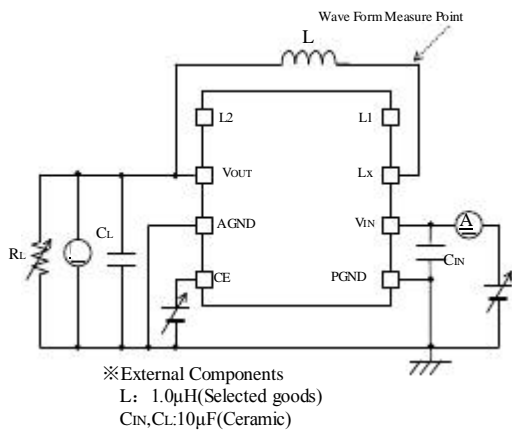 Wave Form Measure Point
L
L2
L1
VOUT
LX
AGND
VIN
A
CL
RL
CIN
CE
PGND
※External Components
L: 1.0μH(Selected goods)
CIN,CL:10μF(Ceramic)